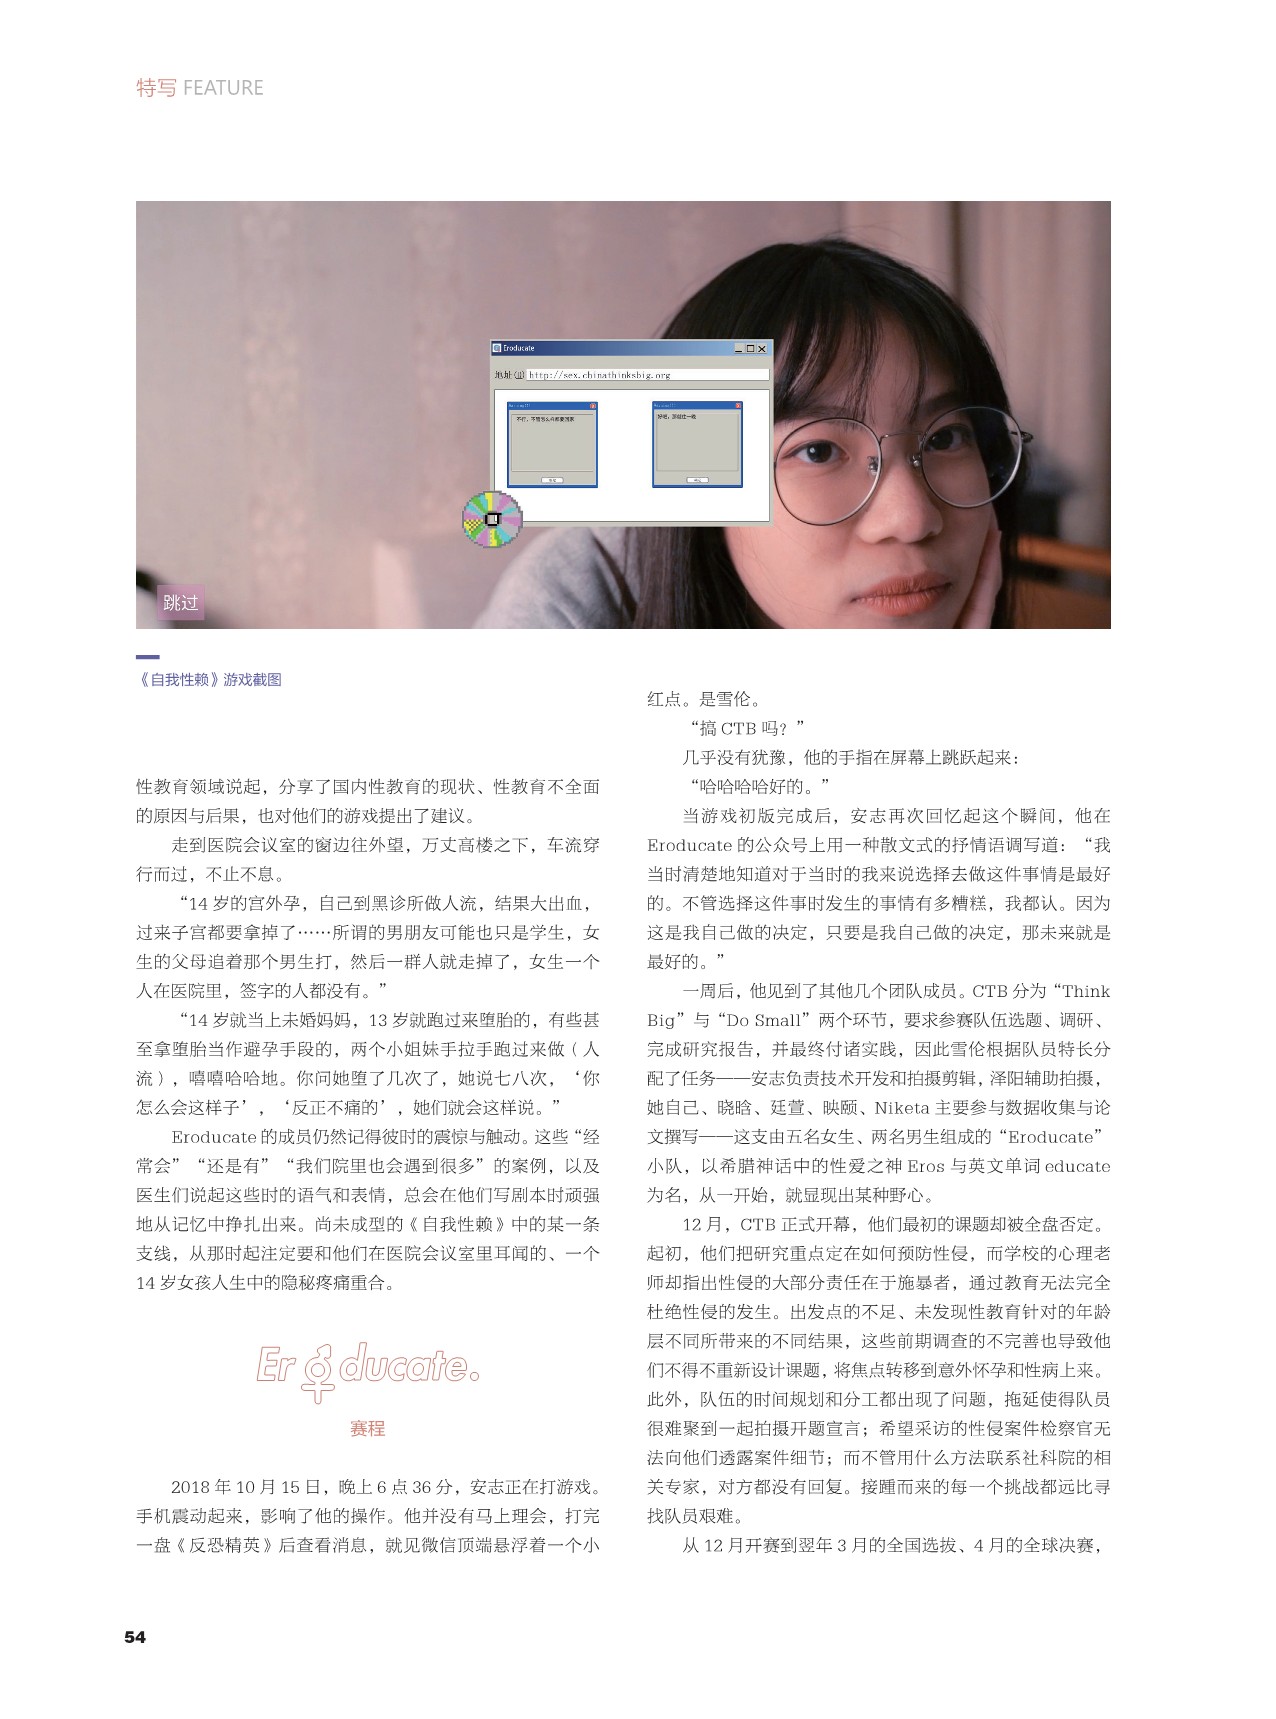 特写 FEATURE
Eroducate
地址(D) http://sex.chinathinksbig.org
不行，不管怎么样都要回家
好吧，那就住一晚
跳过
《自我性赖》游戏截图
性教育领域说起，分享了国内性教育的现状、性教育不全面
的原因与后果，也对他们的游戏提出了建议。
走到医院会议室的窗边往外望，万丈高楼之下，车流穿
行而过，不止不息。
“14 岁的宫外孕，自己到黑诊所做人流，结果大出血，
过来子宫都要拿掉了……所谓的男朋友可能也只是学生，女
生的父母追着那个男生打，然后一群人就走掉了，女生一个
人在医院里，签字的人都没有。”
“14 岁就当上未婚妈妈，13 岁就跑过来堕胎的，有些甚
至拿堕胎当作避孕手段的，两个小姐妹手拉手跑过来做（人
流），嘻嘻哈哈地。你问她堕了几次了，她说七八次，‘你
怎么会这样子’，‘反正不痛的’，她们就会这样说。”
Eroducate 的成员仍然记得彼时的震惊与触动。这些“经
常会”“还是有”“我们院里也会遇到很多”的案例，以及
医生们说起这些时的语气和表情，总会在他们写剧本时顽强
地从记忆中挣扎出来。尚未成型的《自我性赖》中的某一条
支线，从那时起注定要和他们在医院会议室里耳闻的、一个
14 岁女孩人生中的隐秘疼痛重合。
Eroducate.
赛程
2018 年 10 月 15 日，晚上 6 点 36 分，安志正在打游戏。
手机震动起来，影响了他的操作。他并没有马上理会，打完
一盘《反恐精英》后查看消息，就见微信顶端悬浮着一个小
红点。是雪伦。
“搞 CTB 吗？”
几乎没有犹豫，他的手指在屏幕上跳跃起来：
“哈哈哈哈好的。”
当游戏初版完成后，安志再次回忆起这个瞬间，他在
Eroducate 的公众号上用一种散文式的抒情语调写道：“我
当时清楚地知道对于当时的我来说选择去做这件事情是最好
的。不管选择这件事时发生的事情有多糟糕，我都认。因为
这是我自己做的决定，只要是我自己做的决定，那未来就是
最好的。”
一周后，他见到了其他几个团队成员。CTB 分为“Think
Big”与“Do Small”两个环节，要求参赛队伍选题、调研、
完成研究报告，并最终付诸实践，因此雪伦根据队员特长分
配了任务——安志负责技术开发和拍摄剪辑，泽阳辅助拍摄，
她自己、晓晗、廷萱、映颐、Niketa 主要参与数据收集与论
文撰写——这支由五名女生、两名男生组成的“Eroducate”
小队，以希腊神话中的性爱之神 Eros 与英文单词 educate
为名，从一开始，就显现出某种野心。
12 月，CTB 正式开幕，他们最初的课题却被全盘否定。
起初，他们把研究重点定在如何预防性侵，而学校的心理老
师却指出性侵的大部分责任在于施暴者，通过教育无法完全
杜绝性侵的发生。出发点的不足、未发现性教育针对的年龄
层不同所带来的不同结果，这些前期调查的不完善也导致他
们不得不重新设计课题，将焦点转移到意外怀孕和性病上来。
此外，队伍的时间规划和分工都出现了问题，拖延使得队员
很难聚到一起拍摄开题宣言；希望采访的性侵案件检察官无
法向他们透露案件细节；而不管用什么方法联系社科院的相
关专家，对方都没有回复。接踵而来的每一个挑战都远比寻
找队员艰难。
从 12 月开赛到翌年 3 月的全国选拔、4 月的全球决赛，
54